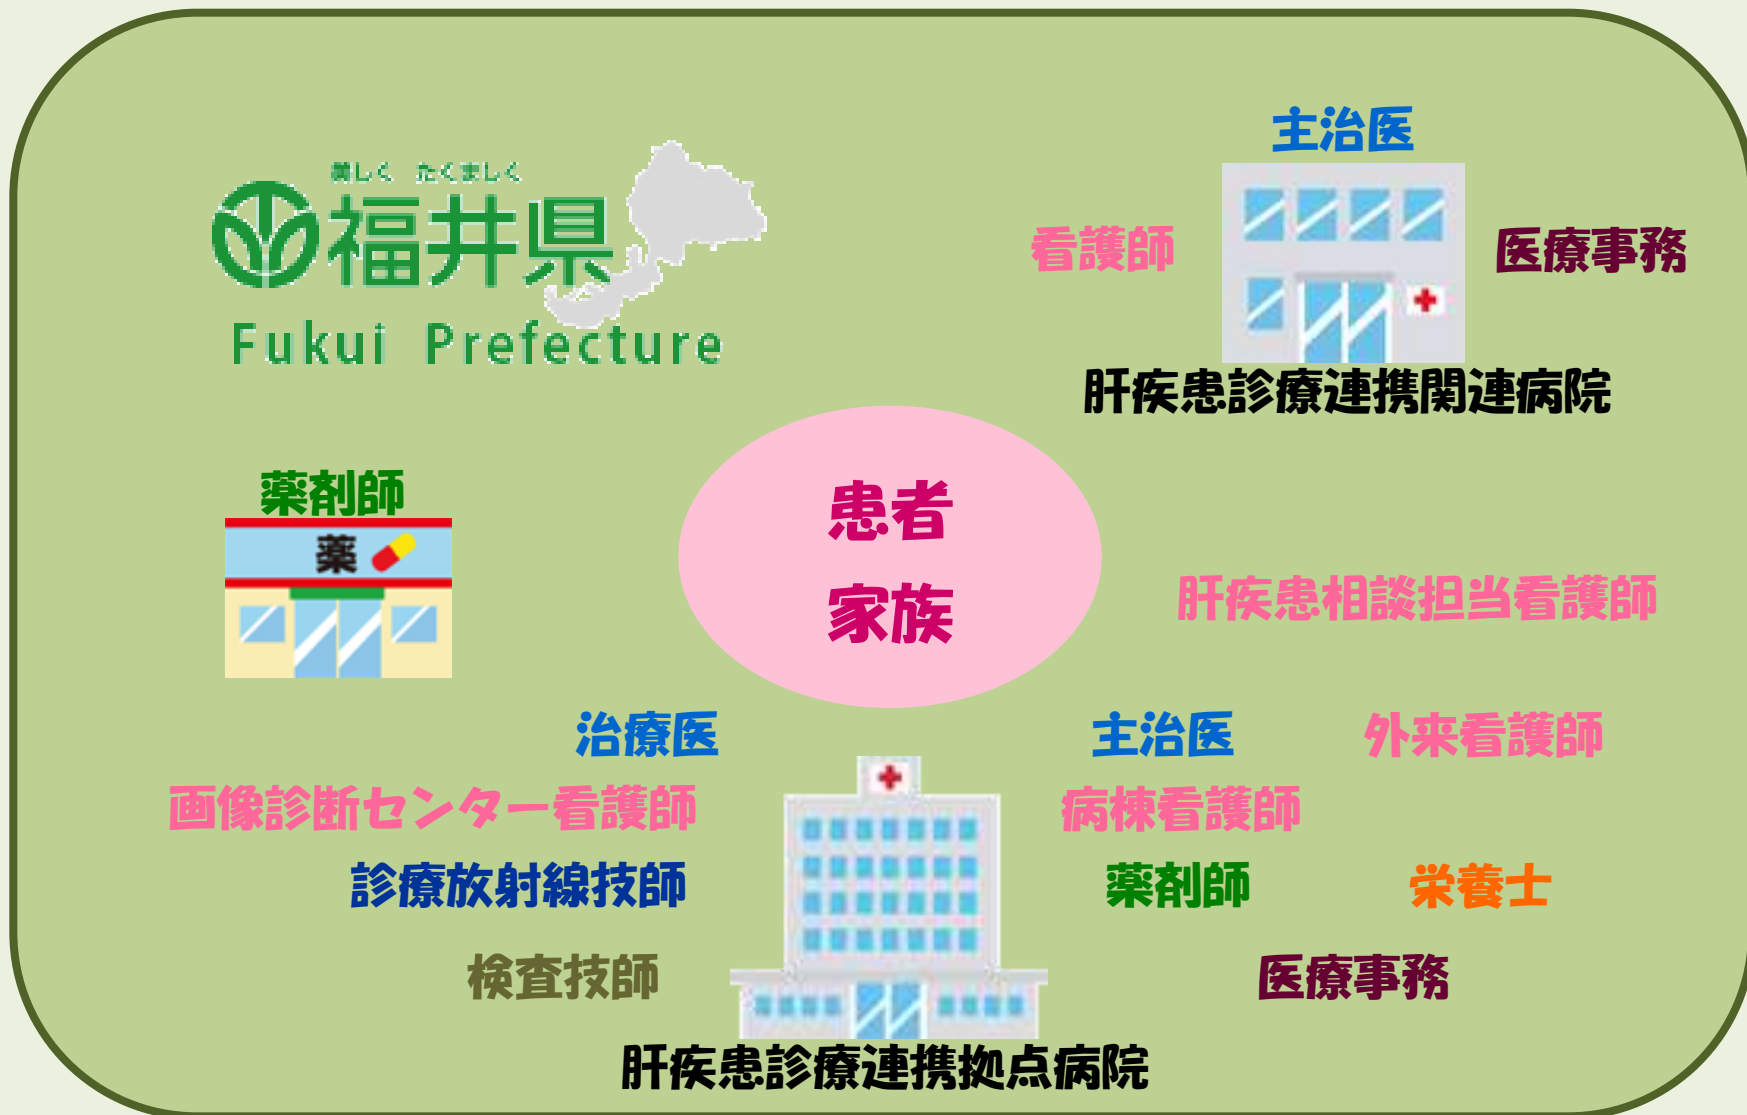 美しく たくましく
福井県
Fukui Prefecture
主治医
看護師
医療事務
肝疾患診療連携関連病院
薬剤師
薬
患者
家族
肝疾患相談担当看護師
治療医
主治医
外来看護師
画像診断センター看護師
病棟看護師
診療放射線技師
薬剤師
栄養士
検査技師
医療事務
肝疾患診療連携拠点病院